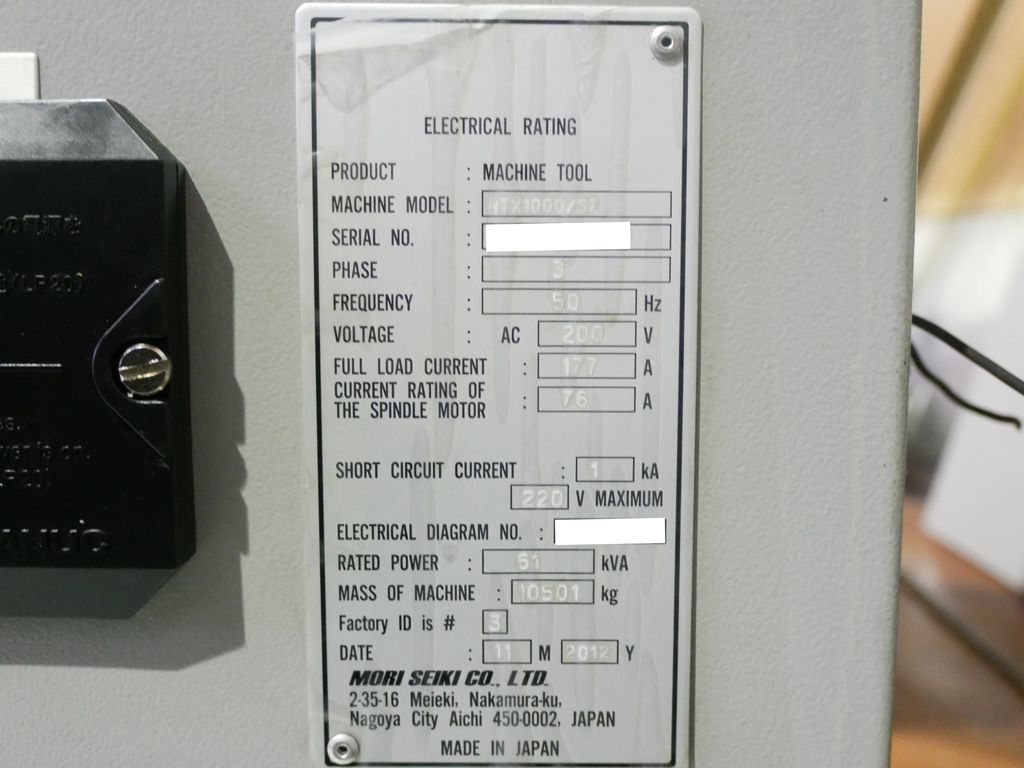 ELECTRICAL RATING
PRODUCT : MACHINE TOOL
MACHINE MODEL : NTX1000/SZ
SERIAL NO. :
PHASE : 3
FREQUENCY : 50 Hz
VOLTAGE : AC 200 V
FULL LOAD CURRENT : 177 A
CURRENT RATING OF
THE SPINDLE MOTOR : 76 A
SHORT CIRCUIT CURRENT : 1 kA
220 V MAXIMUM
ELECTRICAL DIAGRAM NO. :
RATED POWER : 61 kVA
MASS OF MACHINE : 10501 kg
Factory ID is # 3
DATE : 11 M 2012 Y
MORI SEIKI CO., LTD.
2-35-16 Meieki, Nakamura-ku,
Nagoya City Aichi 450-0002, JAPAN
MADE IN JAPAN